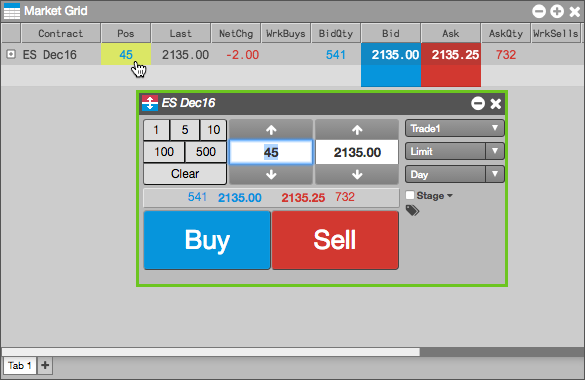 Market Grid
Contract Pos Last NetChg WrkBuys BidQty Bid Ask AskQty WrkSells
ES Dec16 45 2135.00 -2.00 541 2135.00 2135.25 732
ES Dec16
1 5 10
100 500
Clear
45
2135.00
Trade1
Limit
Day
Stage
541 2135.00 2135.25 732
Buy Sell
Tab 1 +